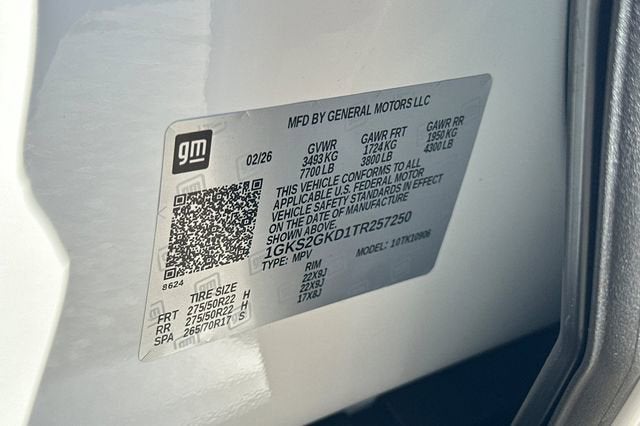 MFD BY GENERAL MOTORS LLC
gm
02/26
GVWR GAWR FRT GAWR RR
3493 KG 1724 KG 1950 KG
7700 LB 3800 LB 4300 LB
THIS VEHICLE CONFORMS TO ALL
APPLICABLE U.S. FEDERAL MOTOR
VEHICLE SAFETY STANDARDS IN EFFECT
ON THE DATE OF MANUFACTURE
SHOWN ABOVE.
1GKS2GKD1TR257250
TYPE: MPV MODEL: 10TK10906
8624
TIRE SIZE RIM
FRT 275/50R22 H 22X9J
RR 275/50R22 H 22X9J
SPA 265/70R17 S 17X8J